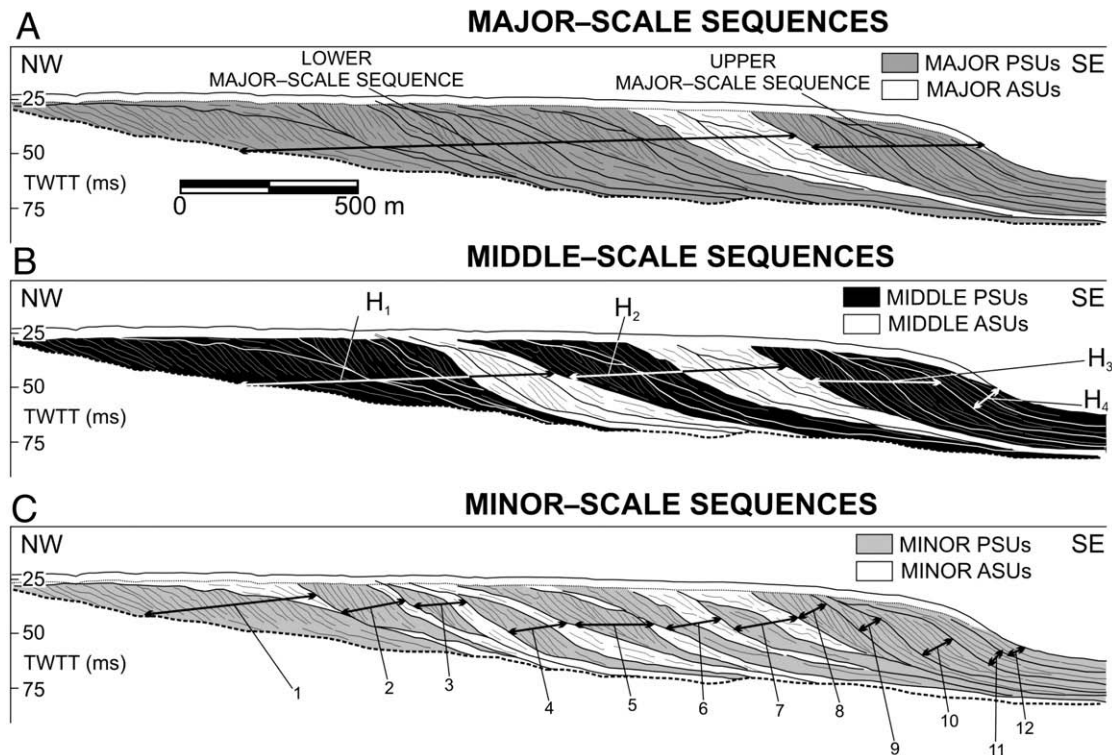 A
MAJOR–SCALE SEQUENCES
NW
LOWER
MAJOR–SCALE SEQUENCE
UPPER
MAJOR–SCALE SEQUENCE
MAJOR PSUs
SE
MAJOR ASUs
25
50
TWTT (ms)
75
0
500 m
B
MIDDLE–SCALE SEQUENCES
NW
MIDDLE PSUs
SE
MIDDLE ASUs
H1
H2
H3
H4
25
50
TWTT (ms)
75
C
MINOR–SCALE SEQUENCES
NW
MINOR PSUs
SE
MINOR ASUs
25
50
TWTT (ms)
75
1
2
3
4
5
6
7
8
9
10
11
12